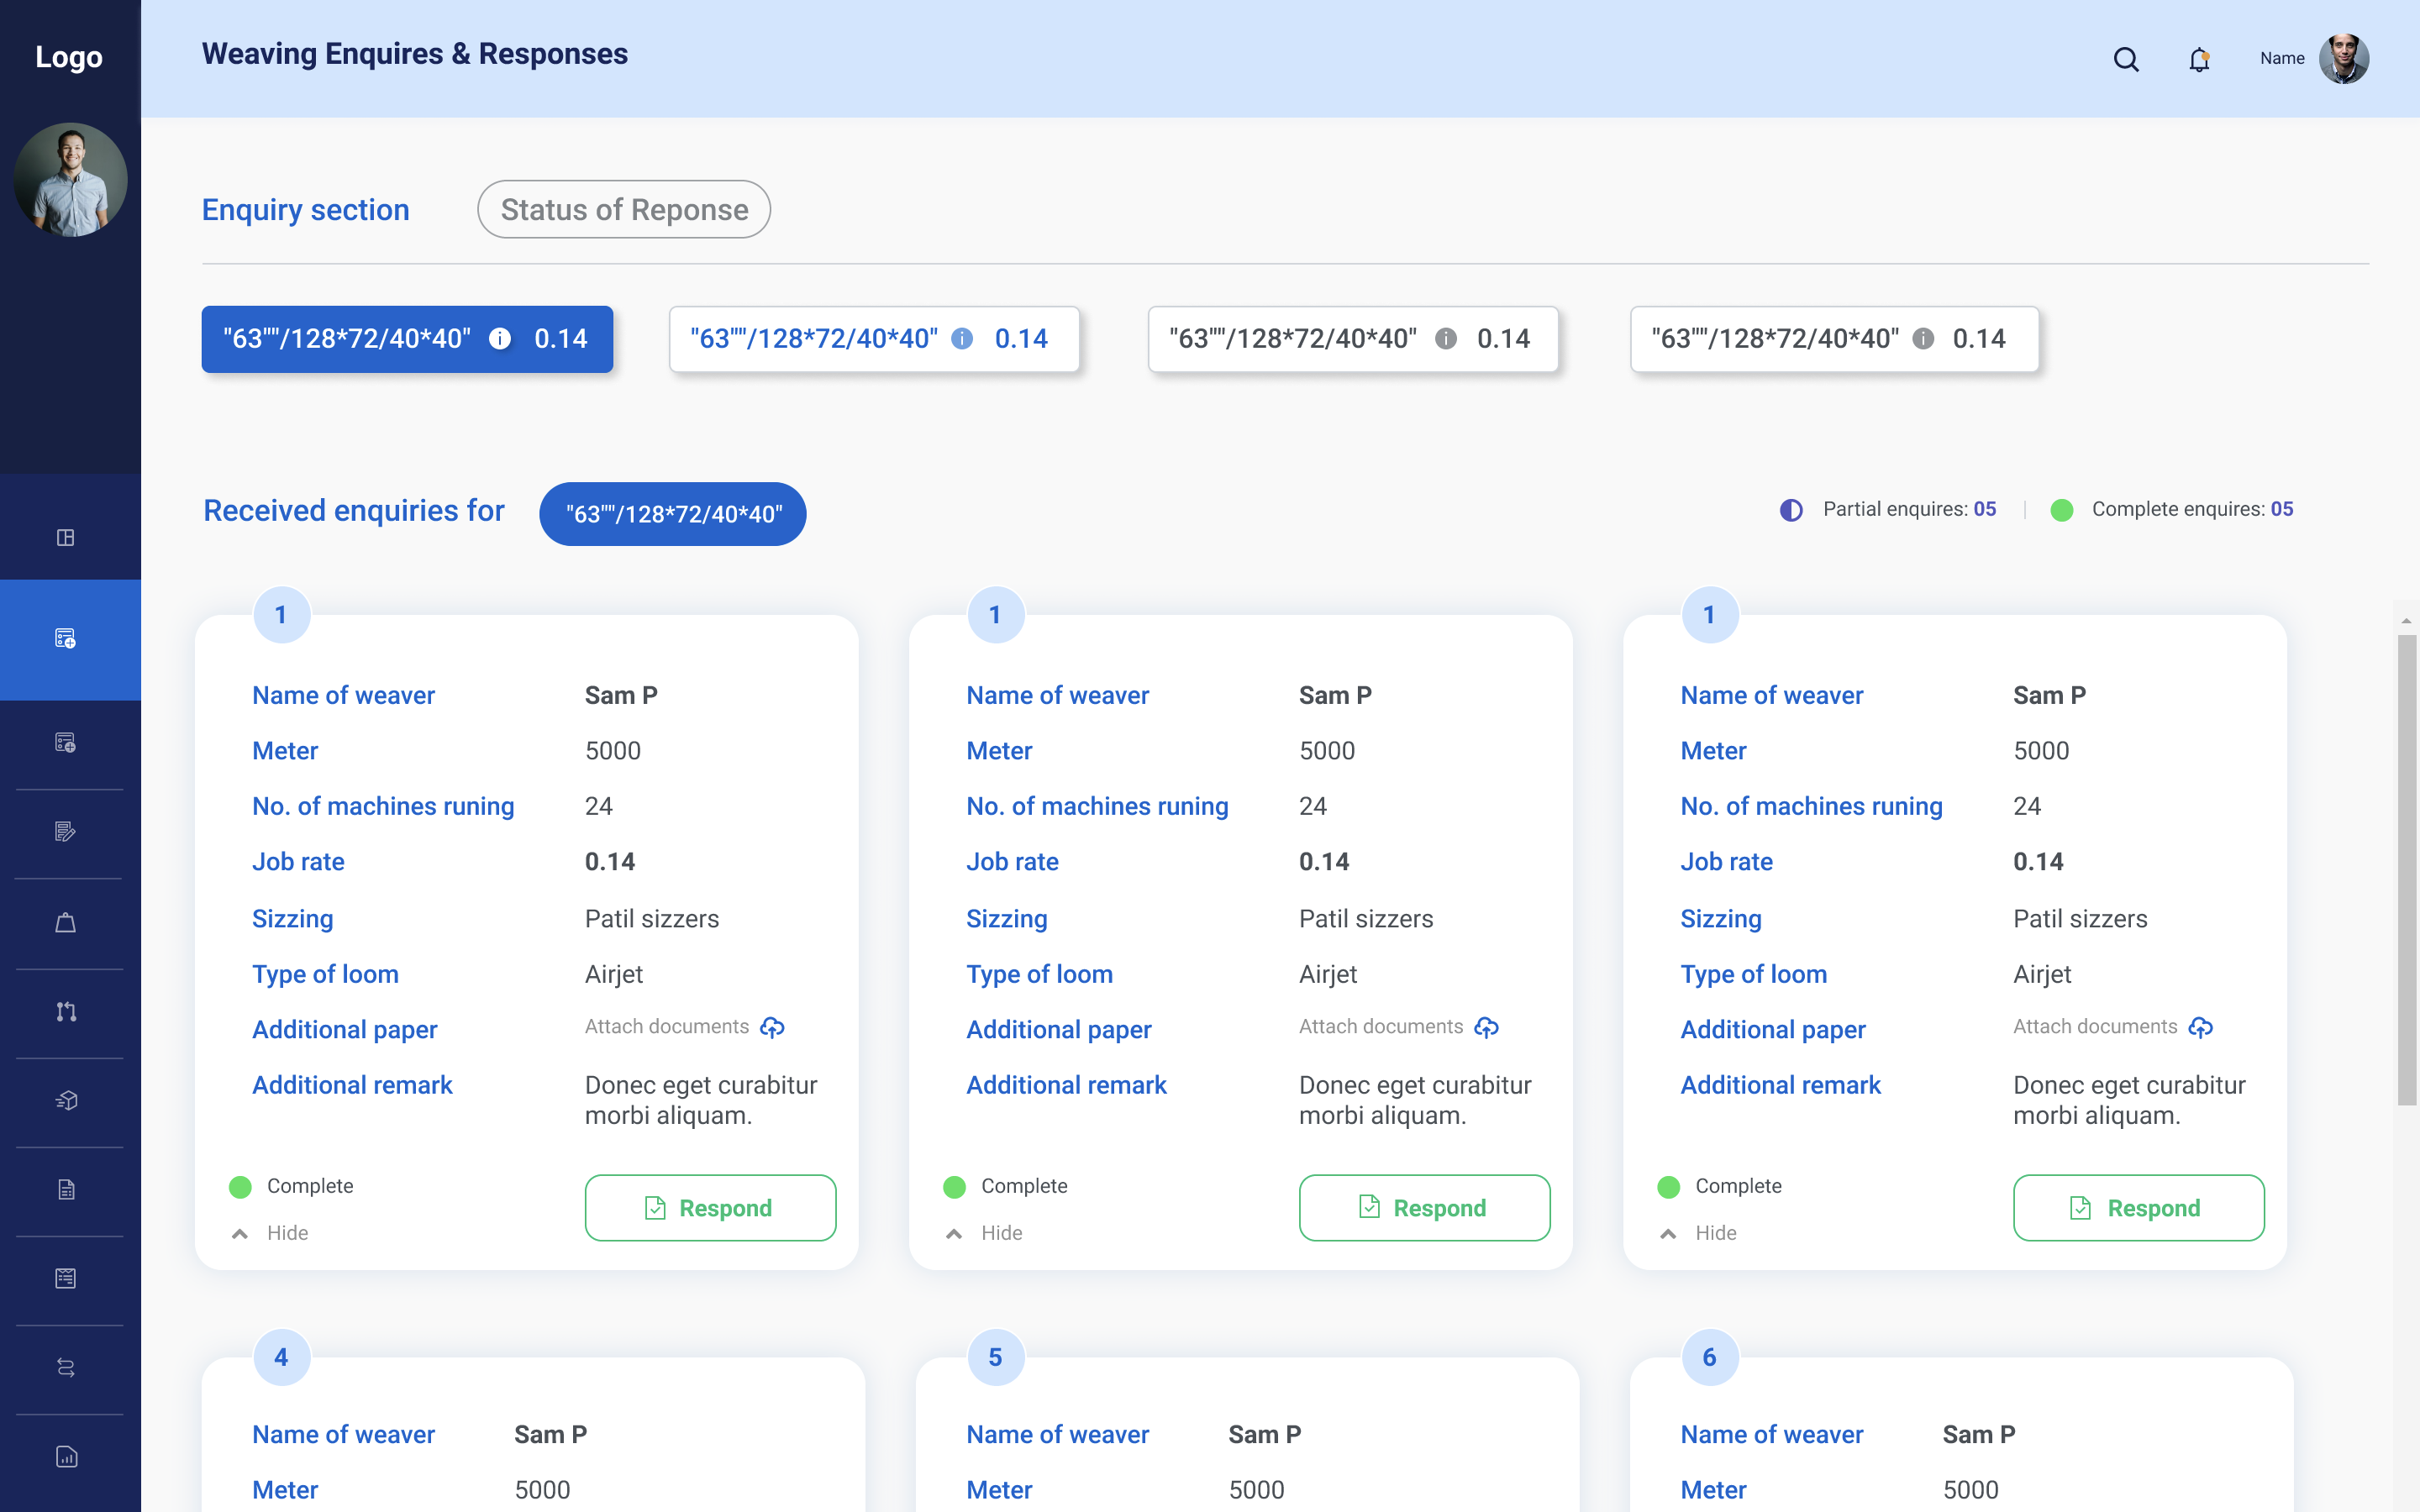 Logo
Weaving Enquires & Responses
Name
Enquiry section
Status of Reponse
"63""/128*72/40*40" i 0.14
"63""/128*72/40*40" i 0.14
"63""/128*72/40*40" i 0.14
"63""/128*72/40*40" i 0.14
Received enquiries for
"63""/128*72/40*40"
Partial enquires: 05
Complete enquires: 05
1
Name of weaver Sam P
Meter 5000
No. of machines runing 24
Job rate 0.14
Sizzing Patil sizzers
Type of loom Airjet
Additional paper Attach documents
Additional remark Donec eget curabitur
morbi aliquam.
Complete
Hide
Respond
1
Name of weaver Sam P
Meter 5000
No. of machines runing 24
Job rate 0.14
Sizzing Patil sizzers
Type of loom Airjet
Additional paper Attach documents
Additional remark Donec eget curabitur
morbi aliquam.
Complete
Hide
Respond
1
Name of weaver Sam P
Meter 5000
No. of machines runing 24
Job rate 0.14
Sizzing Patil sizzers
Type of loom Airjet
Additional paper Attach documents
Additional remark Donec eget curabitur
morbi aliquam.
Complete
Hide
Respond
4
Name of weaver Sam P
Meter 5000
5
Name of weaver Sam P
Meter 5000
6
Name of weaver Sam P
Meter 5000